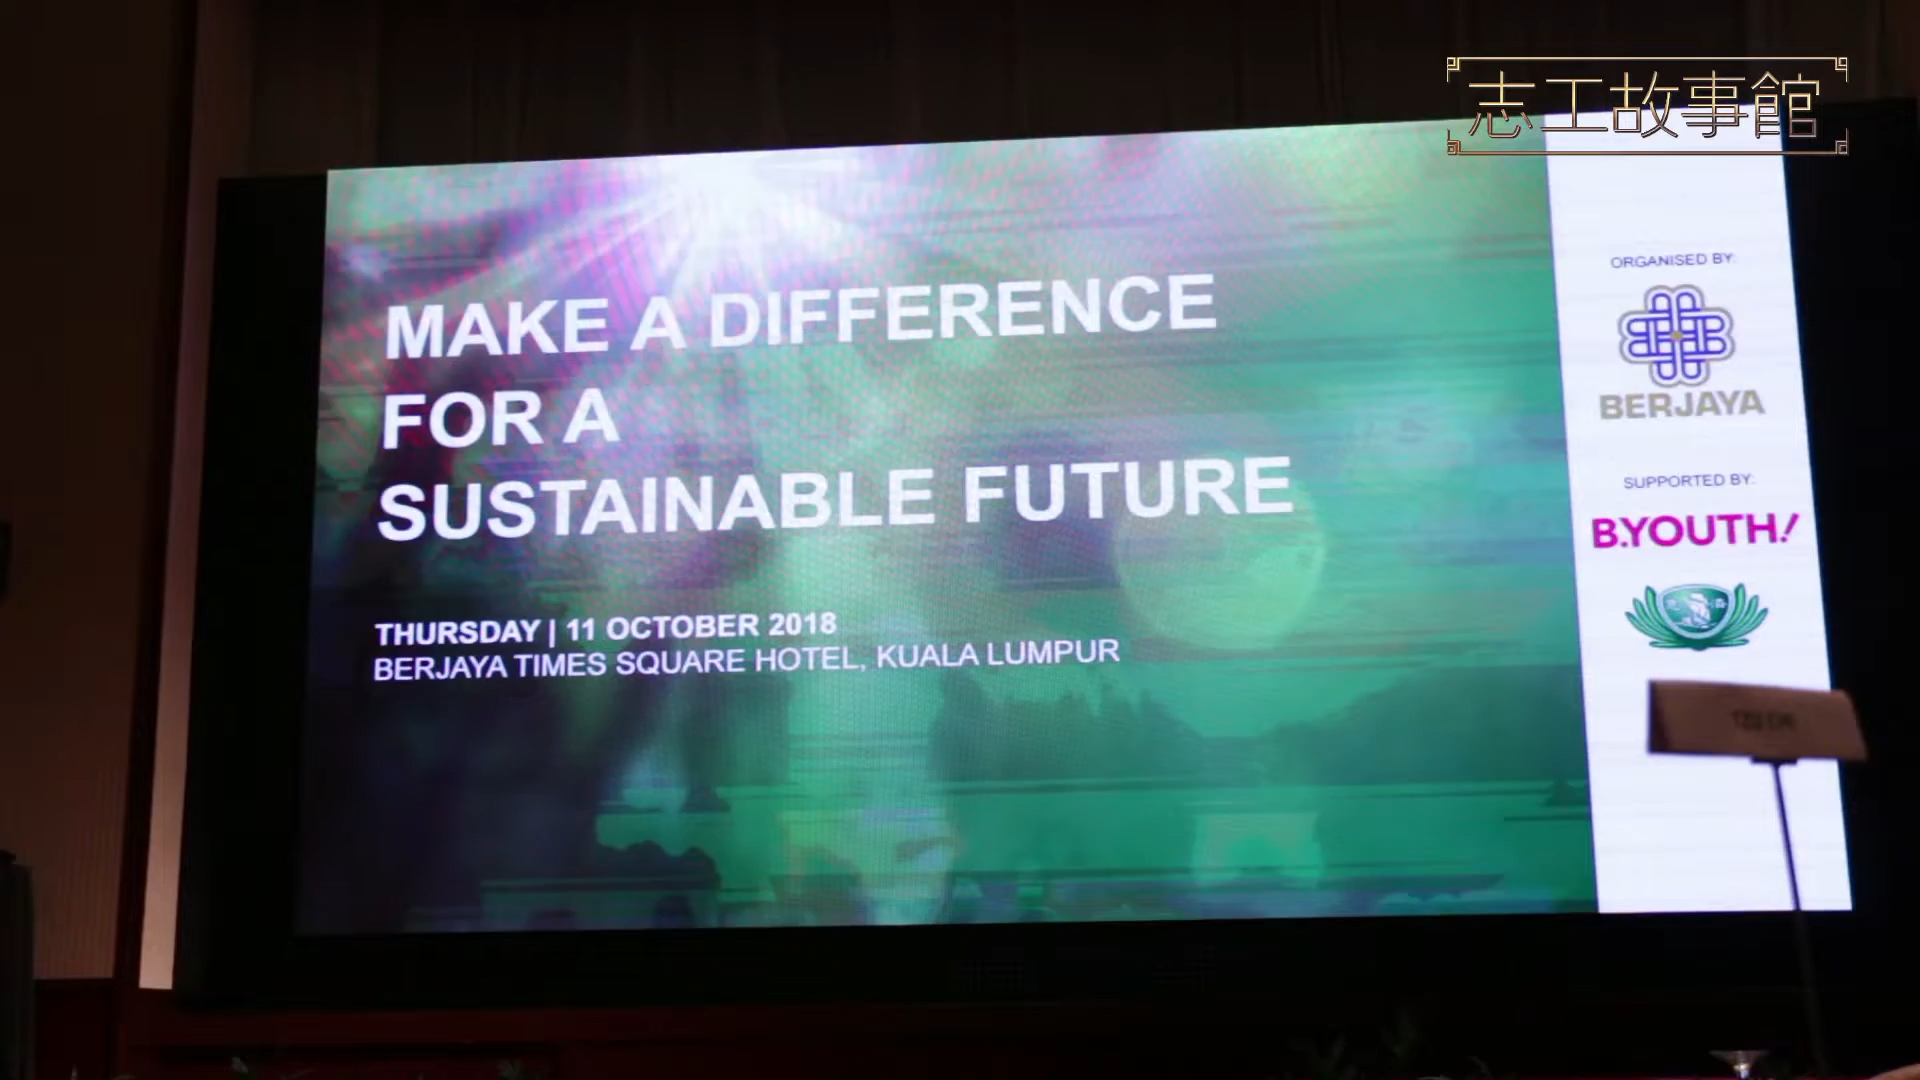 志工故事館
MAKE A DIFFERENCE
FOR A
SUSTAINABLE FUTURE
THURSDAY | 11 OCTOBER 2018
BERJAYA TIMES SQUARE HOTEL, KUALA LUMPUR
ORGANISED BY:
BERJAYA
SUPPORTED BY:
B.YOUTH!